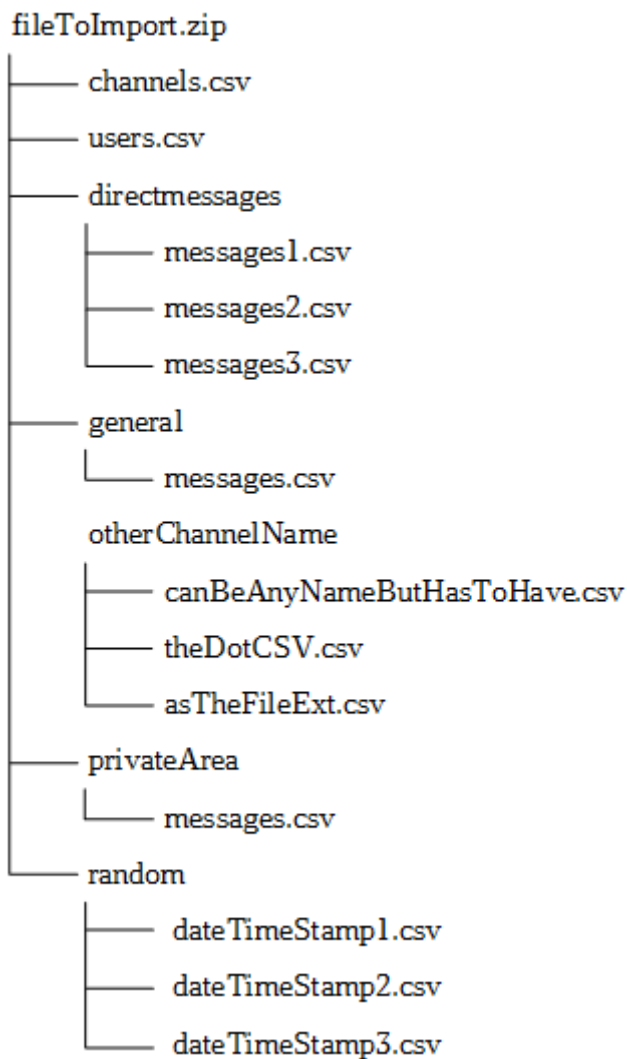 fileToImport.zip
channels.csv
users.csv
directmessages
messages1.csv
messages2.csv
messages3.csv
general
messages.csv
otherChannelName
canBeAnyNameButHasToHave.csv
theDotCSV.csv
asTheFileExt.csv
privateArea
messages.csv
random
dateTimeStamp1.csv
dateTimeStamp2.csv
dateTimeStamp3.csv